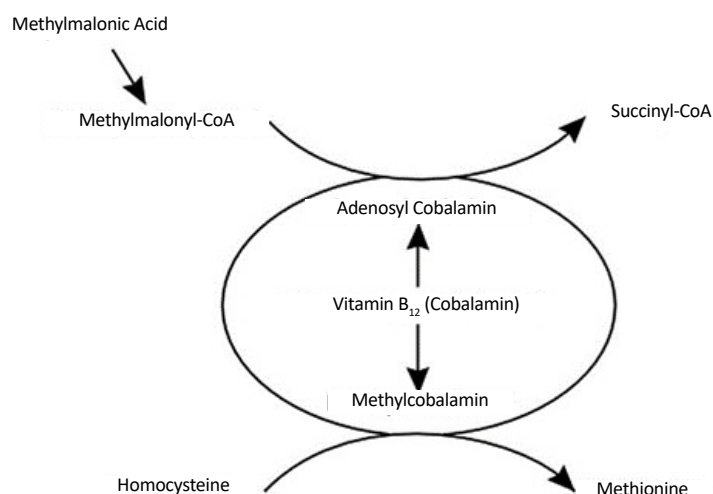 Methylmalonic Acid
Methylmalonyl-CoA
Succinyl-CoA
Adenosyl Cobalamin
Vitamin B₁₂ (Cobalamin)
Methylcobalamin
Homocysteine
Methionine